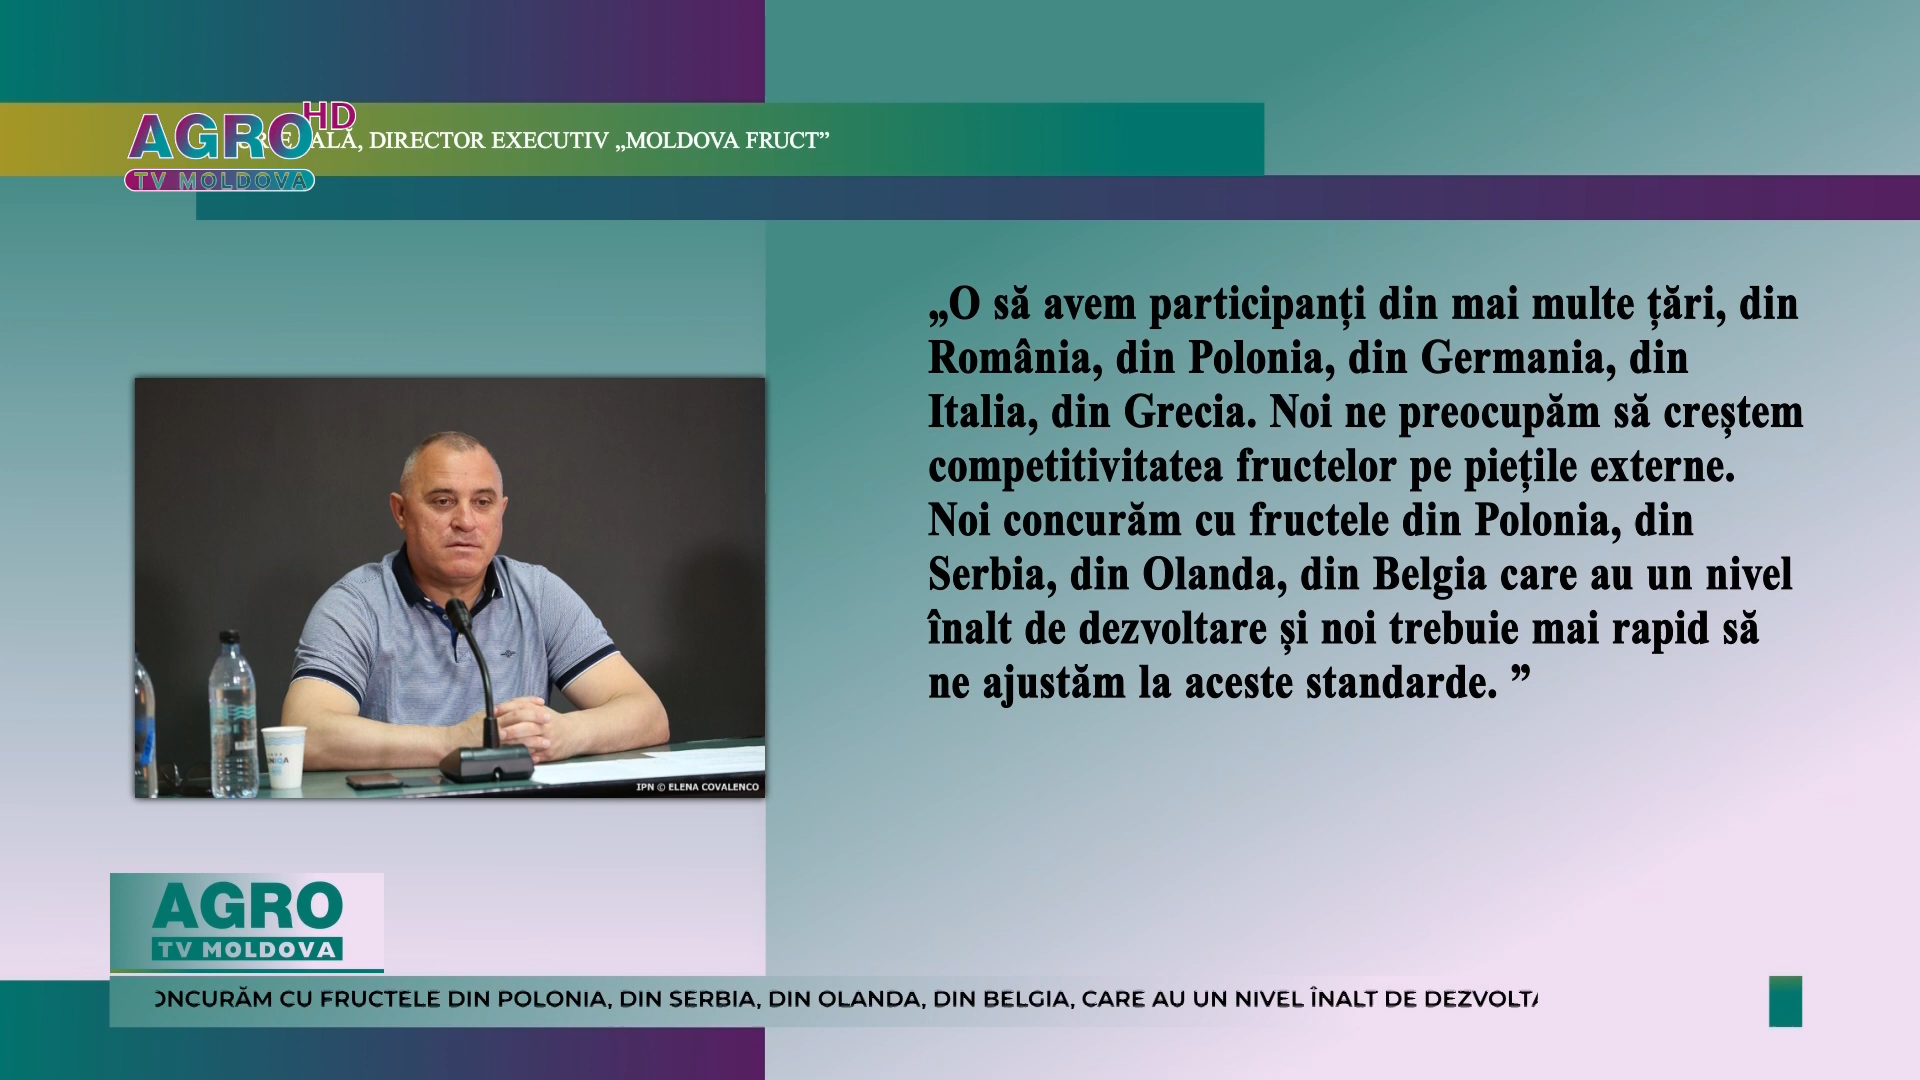 AGRO HD
TV MOLDOVA
DIRECTOR EXECUTIV „MOLDOVA FRUCT”
„O să avem participanți din mai multe țări, din
România, din Polonia, din Germania, din
Italia, din Grecia. Noi ne preocupăm să creștem
competitivitatea fructelor pe piețile externe.
Noi concurăm cu fructele din Polonia, din
Serbia, din Olanda, din Belgia care au un nivel
înalt de dezvoltare și noi trebuie mai rapid să
ne ajustăm la aceste standarde. ”
IPN © ELENA COVALENCO
AGRO
TV MOLDOVA
ONCURĂM CU FRUCTELE DIN POLONIA, DIN SERBIA, DIN OLANDA, DIN BELGIA, CARE AU UN NIVEL ÎNALT DE DEZVOLTA